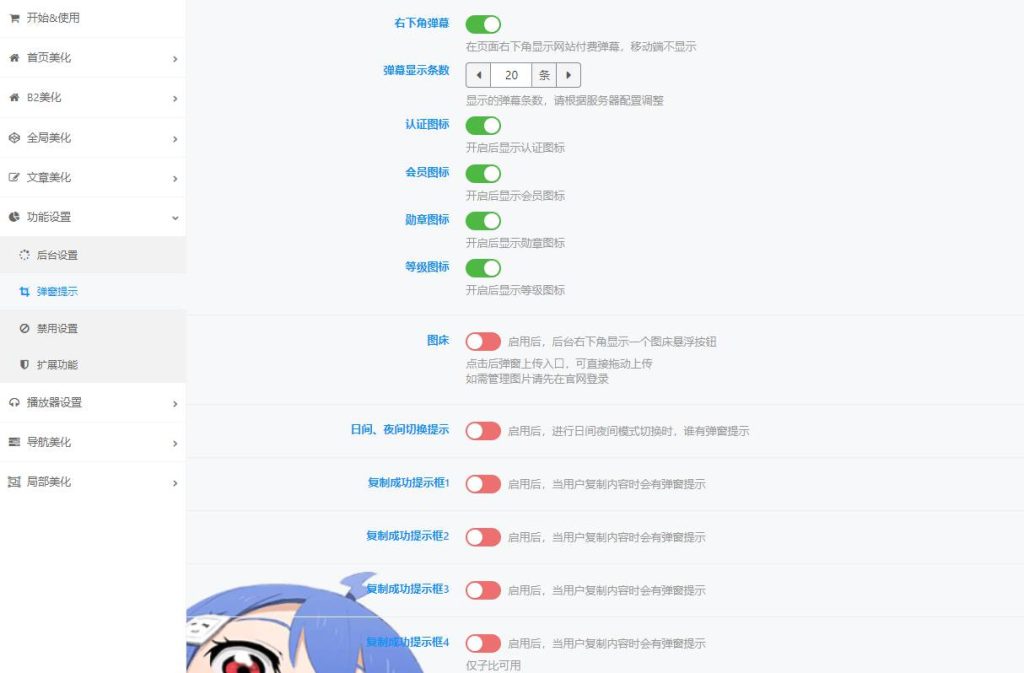 开始&使用
首页美化
B2美化
全局美化
文章美化
功能设置
后台设置
弹窗提示
禁用设置
扩展功能
播放器设置
导航美化
局部美化
右下角弹幕
在页面右下角显示网站付费弹幕，移动端不显示
弹幕显示条数
20 条
显示的弹幕条数，请根据服务器配置调整
认证图标
开启后显示认证图标
会员图标
开启后显示会员图标
勋章图标
开启后显示勋章图标
等级图标
开启后显示等级图标
图床 启用后，后台右下角显示一个图床悬浮按钮
点击后弹窗上传入口，可直接拖动上传
如需管理图片请先在官网登录
日间、夜间切换提示 启用后，进行日间夜间模式切换时，谁有弹窗提示
复制成功提示框1 启用后，当用户复制内容时会有弹窗提示
复制成功提示框2 启用后，当用户复制内容时会有弹窗提示
复制成功提示框3 启用后，当用户复制内容时会有弹窗提示
复制成功提示框4 启用后，当用户复制内容时会有弹窗提示
仅子比可用